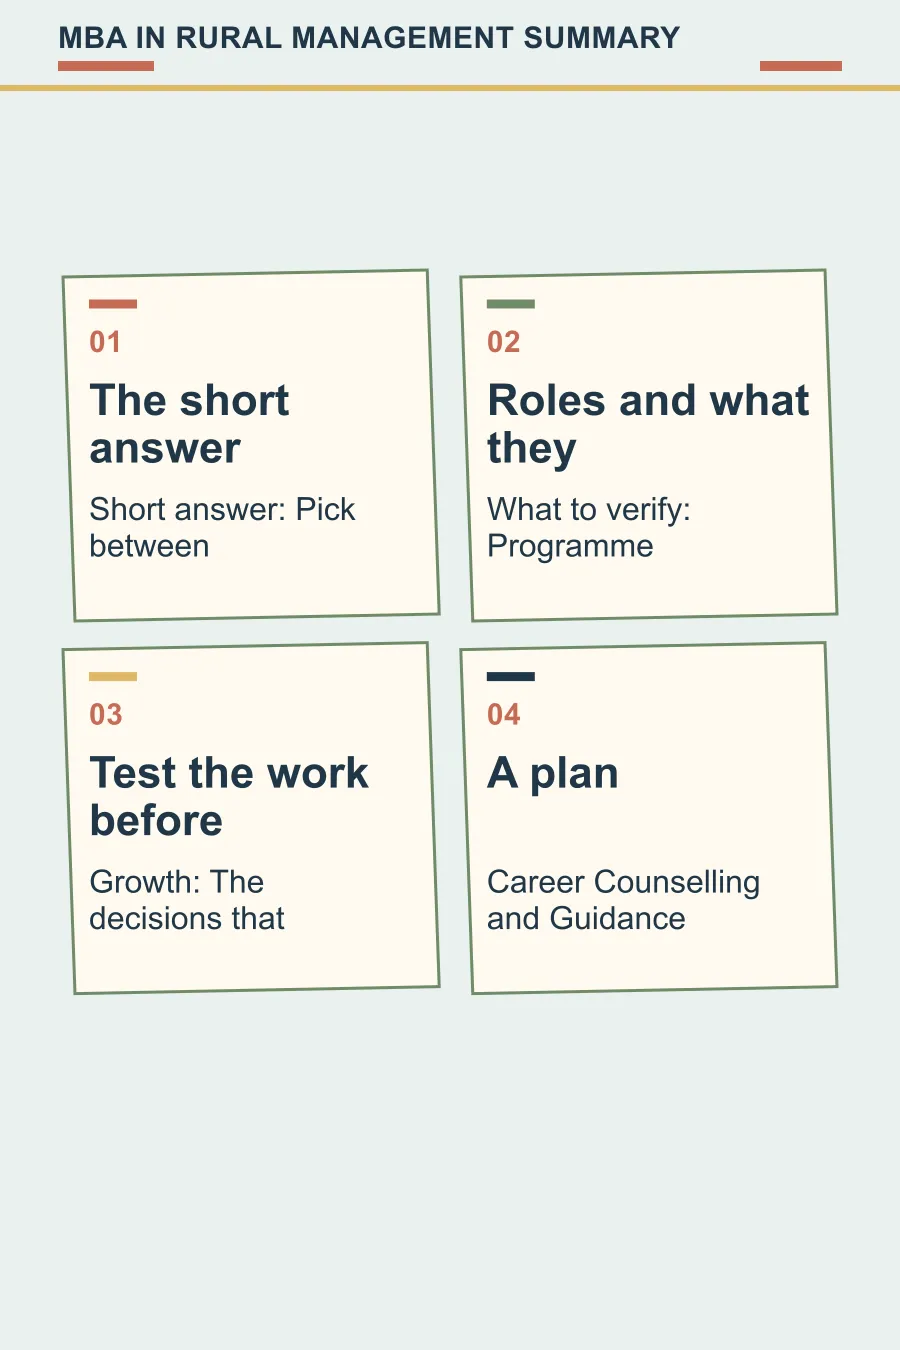 MBA IN RURAL MANAGEMENT SUMMARY
01
The short
answer
Short answer: Pick
between
02
Roles and what
they
What to verify:
Programme
03
Test the work
before
Growth: The
decisions that
04
A plan
Career Counselling
and Guidance